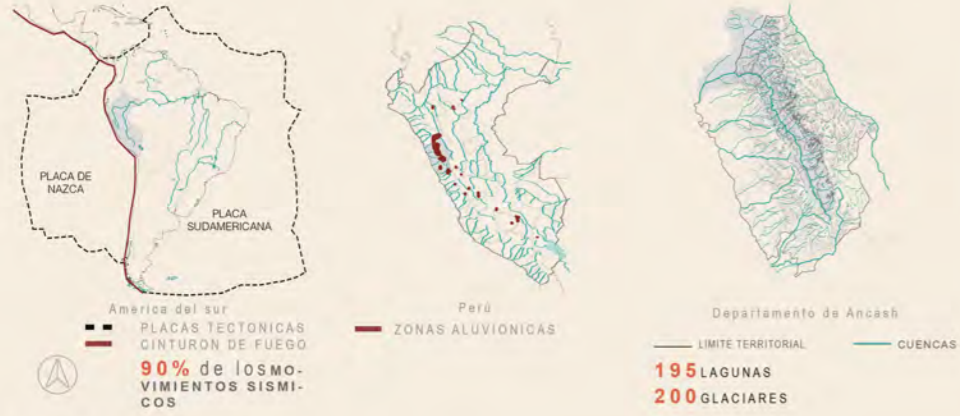 PLACA DE
NAZCA
PLACA
SUDAMERICANA
America del sur
PLACAS TECTONICAS
CINTURON DE FUEGO
90% de los MO-
VIMIENTOS SISMI-
COS
Perú
ZONAS ALUVIONICAS
Departamento de Ancash
LIMITE TERRITORIAL
CUENCAS
195 LAGUNAS
200 GLACIARES